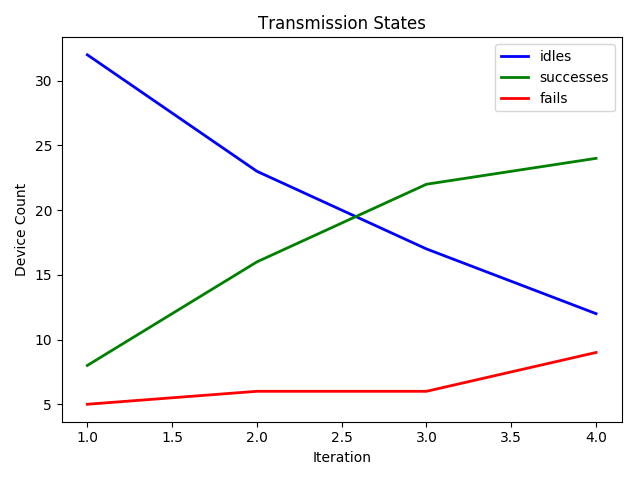 Transmission States
idles
successes
fails
Device Count
30
25
20
15
10
5
1.0 1.5 2.0 2.5 3.0 3.5 4.0
Iteration